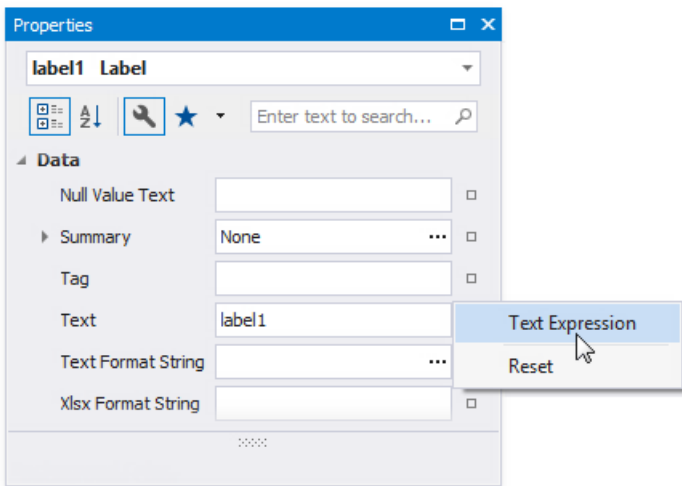 Properties
label1 Label
A
Z
Enter text to search...
Data
Null Value Text
Summary None ...
Tag
Text label1
Text Expression
Text Format String ...
Reset
Xlsx Format String